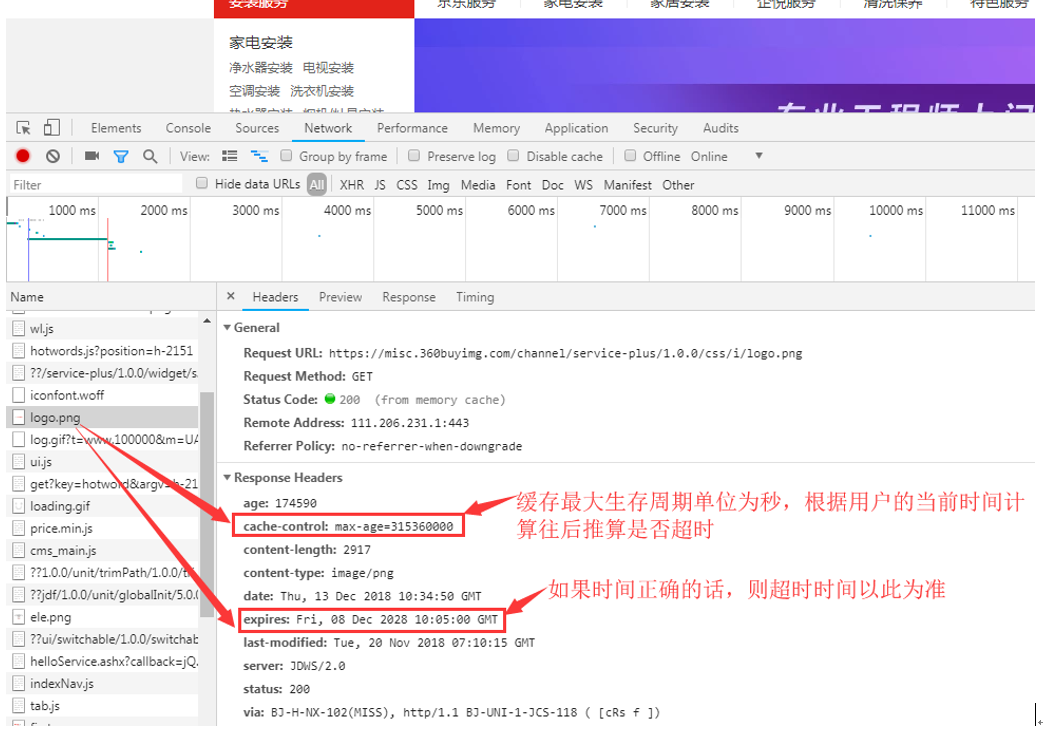 安装服务
京东服务 家电安装 家居安装 企悦服务 清洗保养 特色服务
家电安装
净水器安装 电视安装
空调安装 洗衣机安装
Elements Console Sources Network Performance Memory Application Security Audits
View: Group by frame Preserve log Disable cache Offline Online
Filter Hide data URLs All XHR JS CSS Img Media Font Doc WS Manifest Other
1000 ms 2000 ms 3000 ms 4000 ms 5000 ms 6000 ms 7000 ms 8000 ms 9000 ms 10000 ms 11000 ms
Name
× Headers Preview Response Timing
wl.js
hotwords.js?position=h-2151
??/service-plus/1.0.0/widget/s
iconfont.woff
logo.png
log.gif?t=www.100000&m=UA
ui.js
get?key=hotword&argv=h-21
loading.gif
price.min.js
cms_main.js
??1.0.0/unit/trimPath/1.0.0/tri
??jdf/1.0.0/unit/globalInit/5.0.0
ele.png
??ui/switchable/1.0.0/switchab
helloService.ashx?callback=jQ
indexNav.js
tab.js
General
Request URL: https://misc.360buyimg.com/channel/service-plus/1.0.0/css/i/logo.png
Request Method: GET
Status Code: 200 (from memory cache)
Remote Address: 111.206.231.1:443
Referrer Policy: no-referrer-when-downgrade
Response Headers
age: 174590
cache-control: max-age=315360000
缓存最大生存周期单位为秒，根据用户的当前时间计
算往后推算是否超时
content-length: 2917
content-type: image/png
date: Thu, 13 Dec 2018 10:34:50 GMT
如果时间正确的话，则超时时间以此为准
expires: Fri, 08 Dec 2028 10:05:00 GMT
last-modified: Tue, 20 Nov 2018 07:10:15 GMT
server: JDWS/2.0
status: 200
via: BJ-H-NX-102(MISS), http/1.1 BJ-UNI-1-JCS-118 ( [cRs f ])